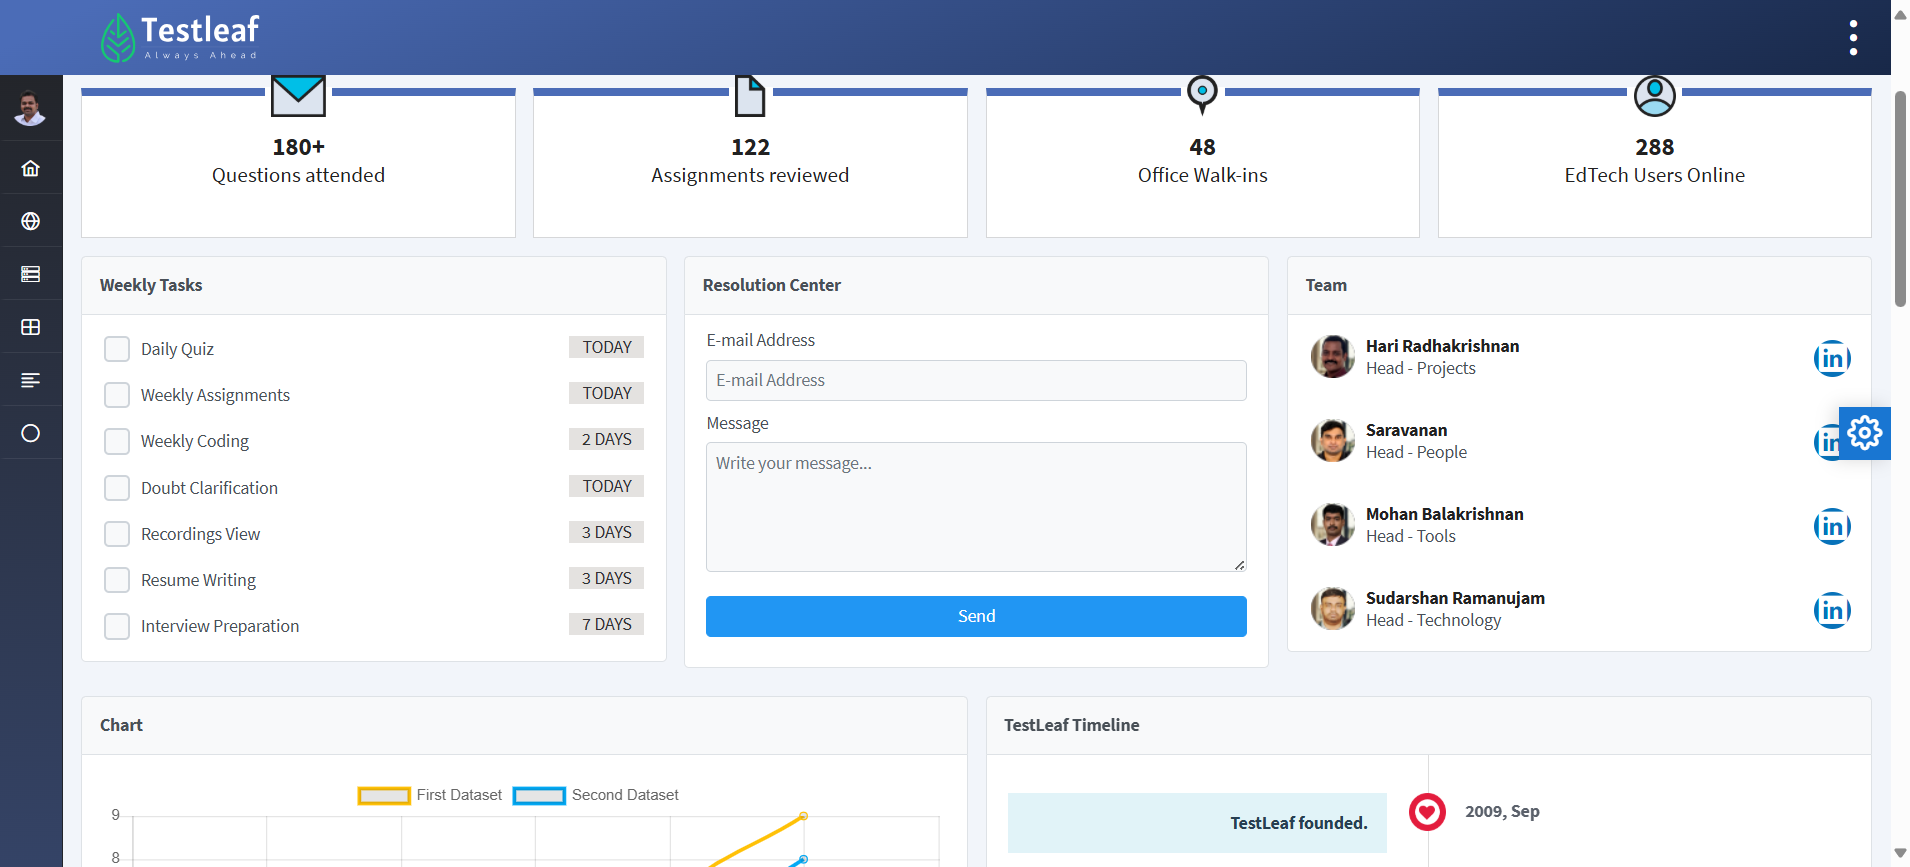 Testleaf
Always Ahead
180+
Questions attended
122
Assignments reviewed
48
Office Walk-ins
288
EdTech Users Online
Weekly Tasks
Daily Quiz TODAY
Weekly Assignments TODAY
Weekly Coding 2 DAYS
Doubt Clarification TODAY
Recordings View 3 DAYS
Resume Writing 3 DAYS
Interview Preparation 7 DAYS
Resolution Center
E-mail Address
E-mail Address
Message
Write your message...
Send
Team
Hari Radhakrishnan
Head - Projects
in
Saravanan
Head - People
in
Mohan Balakrishnan
Head - Tools
in
Sudarshan Ramanujam
Head - Technology
in
Chart
First Dataset Second Dataset
9
8
TestLeaf Timeline
TestLeaf founded.
2009, Sep